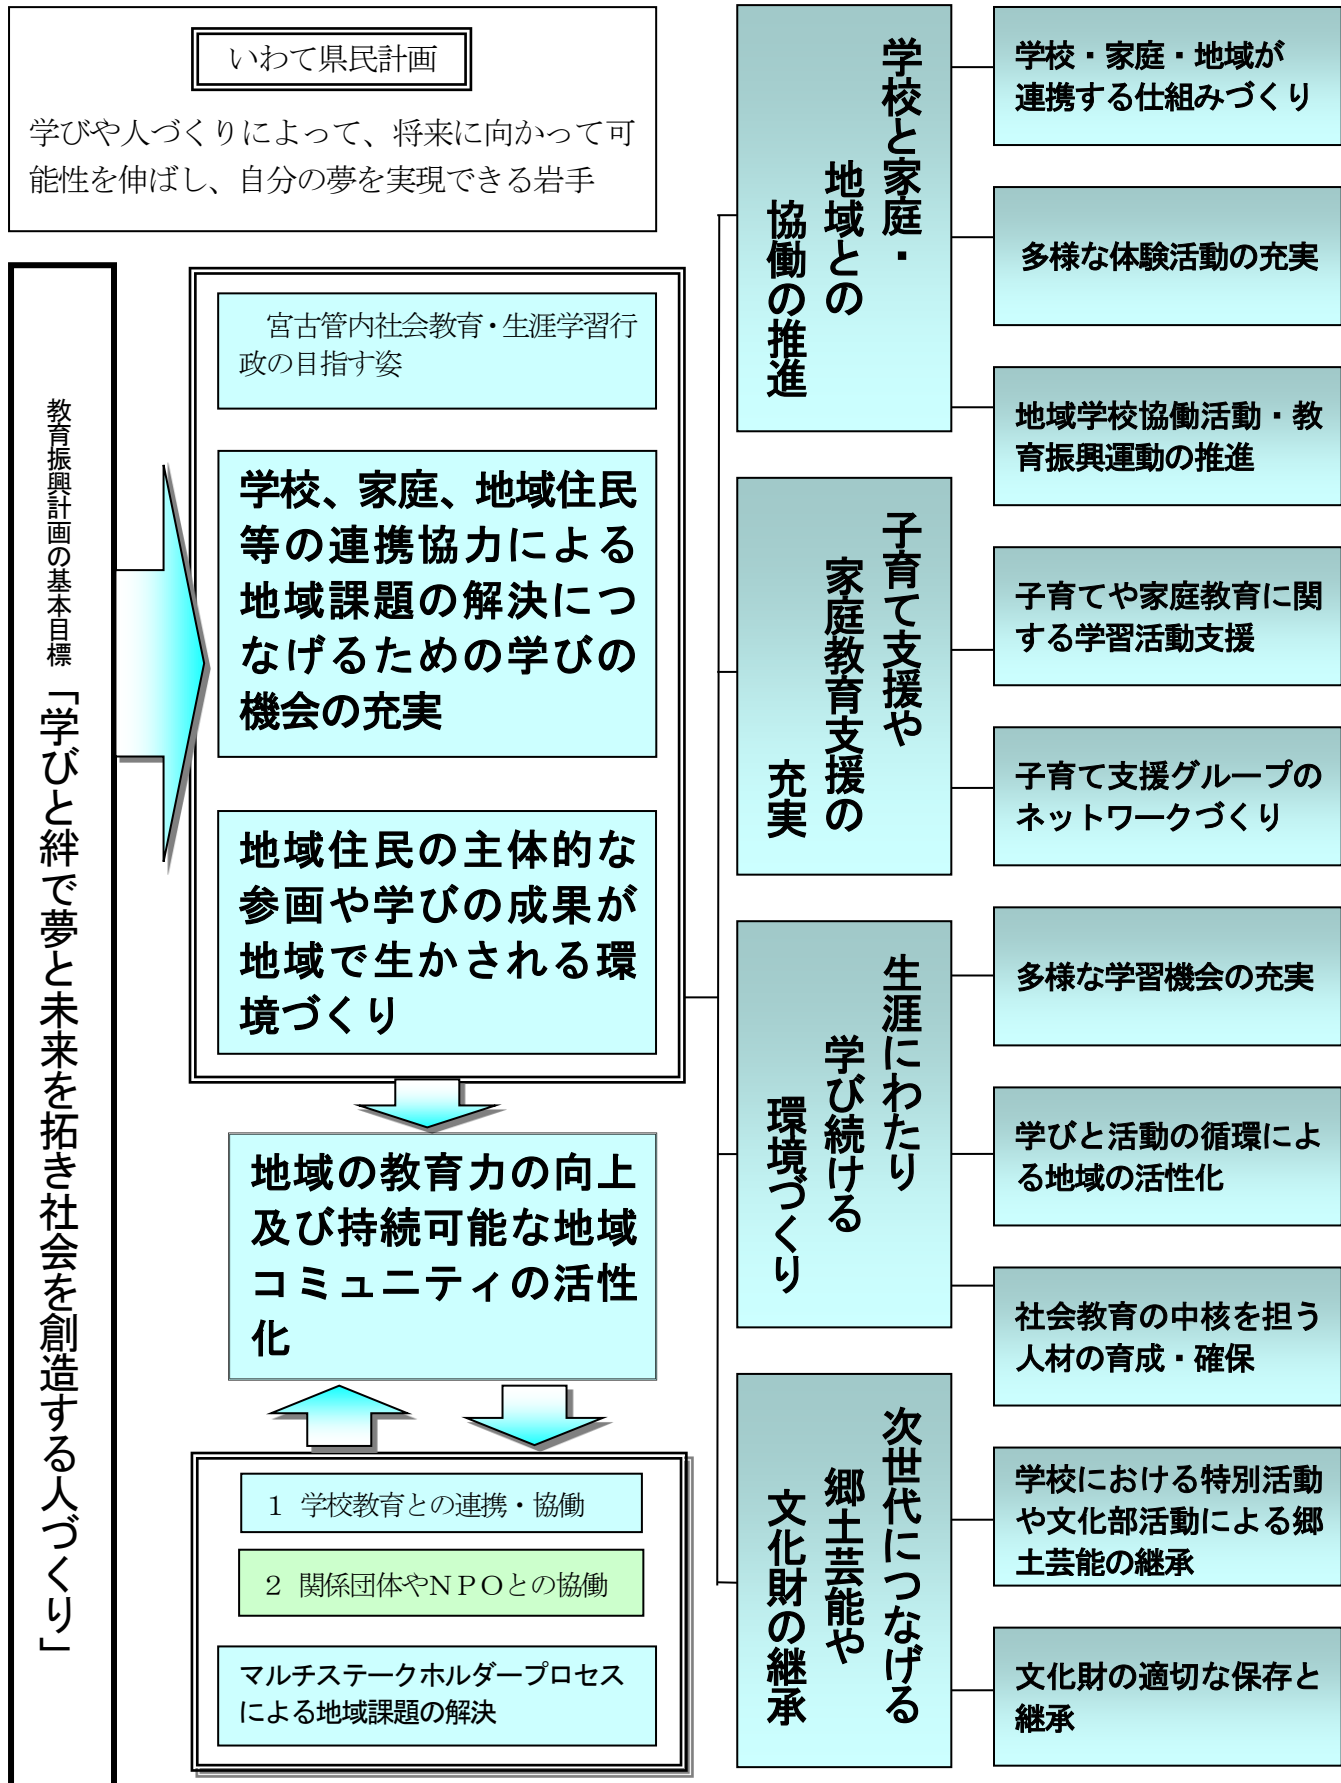 いわて県民計画
学びや人づくりによって、将来に向かって可
能性を伸ばし、自分の夢を実現できる岩手
教育振興計画の基本目標「学びと絆で夢と未来を拓き社会を創造する人づくり」
宮古管内社会教育・生涯学習行
政の目指す姿
学校、家庭、地域住民
等の連携協力による
地域課題の解決につ
なげるための学びの
機会の充実
地域住民の主体的な
参画や学びの成果が
地域で生かされる環
境づくり
地域の教育力の向上
及び持続可能な地域
コミュニティの活性
化
1 学校教育との連携・協働
2 関係団体やNPOとの協働
マルチステークホルダープロセス
による地域課題の解決
学校と家庭・
地域との
協働の推進
学校・家庭・地域が
連携する仕組みづくり
多様な体験活動の充実
地域学校協働活動・教
育振興運動の推進
子育て支援や
家庭教育支援の
充実
子育てや家庭教育に関
する学習活動支援
子育て支援グループの
ネットワークづくり
生涯にわたり
学び続ける
環境づくり
多様な学習機会の充実
学びと活動の循環によ
る地域の活性化
社会教育の中核を担う
人材の育成・確保
次世代につなげる
郷土芸能や
文化財の継承
学校における特別活動
や文化部活動による郷
土芸能の継承
文化財の適切な保存と
継承